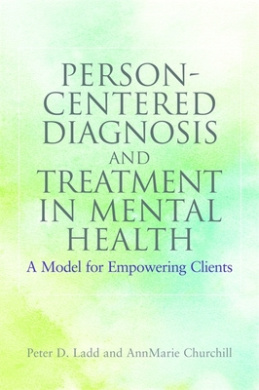 PERSON-
CENTERED
DIAGNOSIS
AND
TREATMENT
IN MENTAL
HEALTH
A Model for Empowering Clients
Peter D. Ladd and AnnMarie Churchill